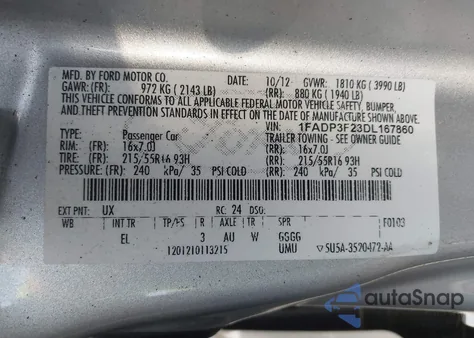 MFD. BY FORD MOTOR CO.
DATE: 10/12 GVWR: 1810 KG ( 3990 LB)
GAWR:(FR): 972 KG ( 2143 LB) (RR): 880 KG (1940 LB)
THIS VEHICLE CONFORMS TO ALL APPLICABLE FEDERAL MOTOR VEHICLE SAFETY, BUMPER,
AND THEFT PREVENTION STANDARDS IN EFFECT ON THE DATE OF MANUFACTURE SHOWN ABOVE.
VIN: 1FADP3F23DL167860
TYPE: Passenger Car TRAILER TOWING - SEE OWNER GUIDE
RIM: (FR): 16x7.0J (RR): 16x7.0J
TIRE: (FR): 215/55R16 93H (RR): 215/55R16 93H
PRESSURE: (FR): 240 kPa/ 35 PSI COLD (RR): 240 kPa/ 35 PSI COLD
EXT PNT: UX RC: 24 DSO: F0103
WB INT TR TP/PS R AXLE TR SPR
EL 3 AU W GGGG
1201210113215 UMU 5U5A-3520472-AA
autoSnap